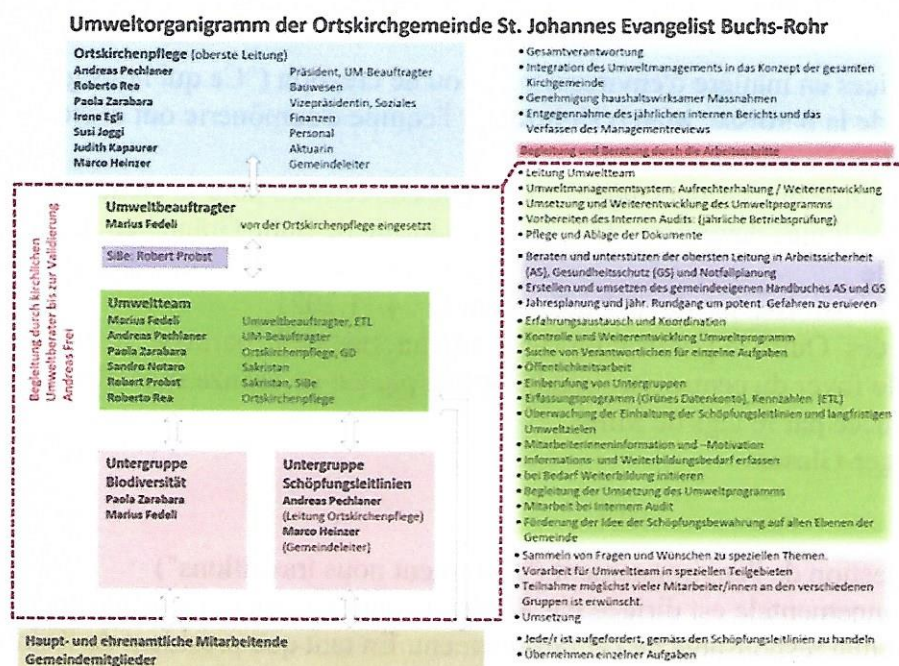 Umweltorganigramm der Ortskirchgemeinde St. Johannes Evangelist Buchs-Rohr
Ortskirchenpflege (oberste Leitung)
Andreas Pechlaner Präsident, UM-Beauftragter
Roberto Rea Bauwesen
Paola Zarabara Vizepräsidentin, Soziales
Irene Egli Finanzen
Susi Joggi Personal
Judith Kapaurer Aktuarin
Marco Heinzer Gemeindeleiter
• Gesamtverantwortung
• Integration des Umweltmanagements in das Konzept der gesamten
Kirchgemeinde
• Genehmigung haushaltswirksamer Massnahmen
• Entgegennahme des jährlichen internen Berichts und das
Verfassen des Managementreviews
Begleitung und Beratung durch die Arbeitsschritte
Begleitung durch kirchlichen
Umweltberater bis zur Validierung
Andreas Frei
Umweltbeauftragter
Marius Fedeli von der Ortskirchenpflege eingesetzt
• Leitung Umweltteam
• Umweltmanagementsystem: Aufrechterhaltung / Weiterentwicklung
• Umsetzung und Weiterentwicklung des Umweltprogramms
• Vorbereiten des Internen Audits: (jährliche Betriebsprüfung)
• Pflege und Ablage der Dokumente
SiBe: Robert Probst
• Beraten und unterstützen der obersten Leitung in Arbeitssicherheit
(AS), Gesundheitsschutz (GS) und Notfallplanung
• Erstellen und umsetzen des gemeindeeigenen Handbuches AS und GS
• Jahresplanung und jähr. Rundgang um potent. Gefahren zu eruieren
Umweltteam
Marius Fedeli Umweltbeauftragter, ETL
Andreas Pechlaner UM-Beauftragter
Paola Zarabara Ortskirchenpflege, GD
Sandro Notaro Sakristan
Robert Probst Sakristan, SiBe
Roberto Rea Ortskirchenpflege
• Erfahrungsaustausch und Koordination
• Kontrolle und Weiterentwicklung Umweltprogramm
• Suche von Verantwortlichen für einzelne Aufgaben
• Öffentlichkeitsarbeit
• Einberufung von Untergruppen
• Erfassungsprogramm (Grünes Datenkonto), Kennzahlen (ETL)
• Überwachung der Einhaltung der Schöpfungsleitlinien und langfristigen
Umweltzielen
• Mitarbeiterinneninformation und –Motivation
• Informations- und Weiterbildungsbedarf erfassen
• bei Bedarf Weiterbildung initiieren
• Begleitung der Umsetzung des Umweltprogramms
• Mitarbeit bei Internem Audit
• Förderung der Idee der Schöpfungsbewahrung auf allen Ebenen der
Gemeinde
Untergruppe
Biodiversität
Paola Zarabara
Marius Fedeli
Untergruppe
Schöpfungsleitlinien
Andreas Pechlaner
(Leitung Ortskirchenpflege)
Marco Heinzer
(Gemeindeleiter)
• Sammeln von Fragen und Wünschen zu speziellen Themen.
• Vorarbeit für Umweltteam in speziellen Teilgebieten
• Teilnahme möglichst vieler Mitarbeiter/innen an den verschiedenen
Gruppen ist erwünscht.
• Umsetzung
Haupt- und ehrenamtliche Mitarbeitende
Gemeindemitglieder
• Jede/r ist aufgefordert, gemäss den Schöpfungsleitlinien zu handeln
• Übernehmen einzelner Aufgaben